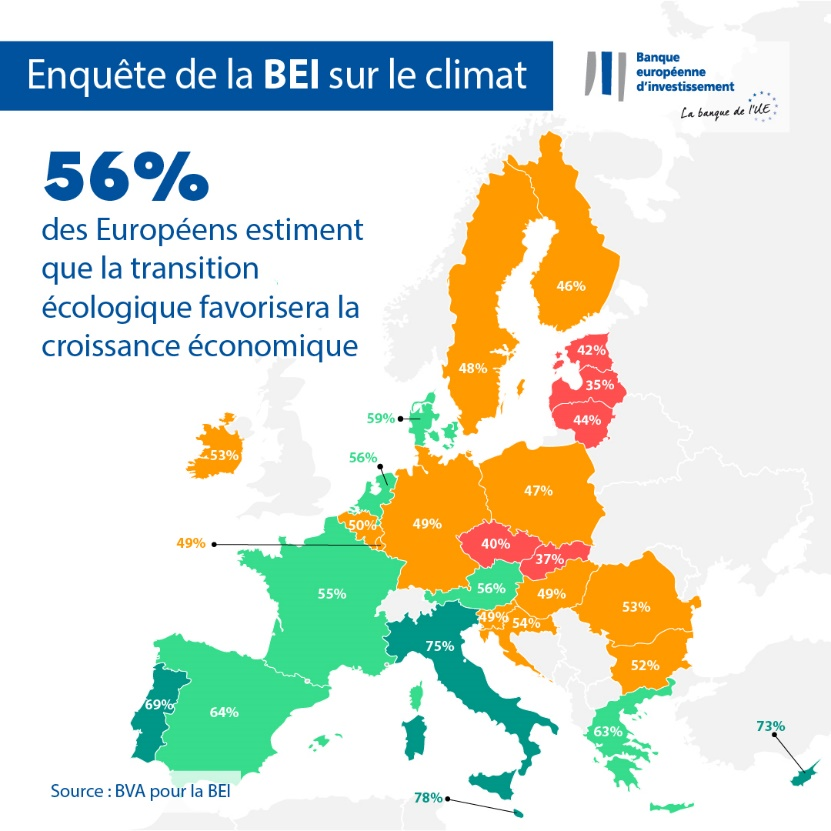 Enquête de la BEI sur le climat
Banque
européenne
d'investissement
La banque de l'UE
56%
des Européens estiment
que la transition
écologique favorisera la
croissance économique
46%
42%
48%
35%
59%
44%
53%
56%
47%
50%
49%
49%
40%
37%
55%
56%
49%
53%
49%
54%
75%
52%
69%
64%
63%
73%
78%
Source : BVA pour la BEI